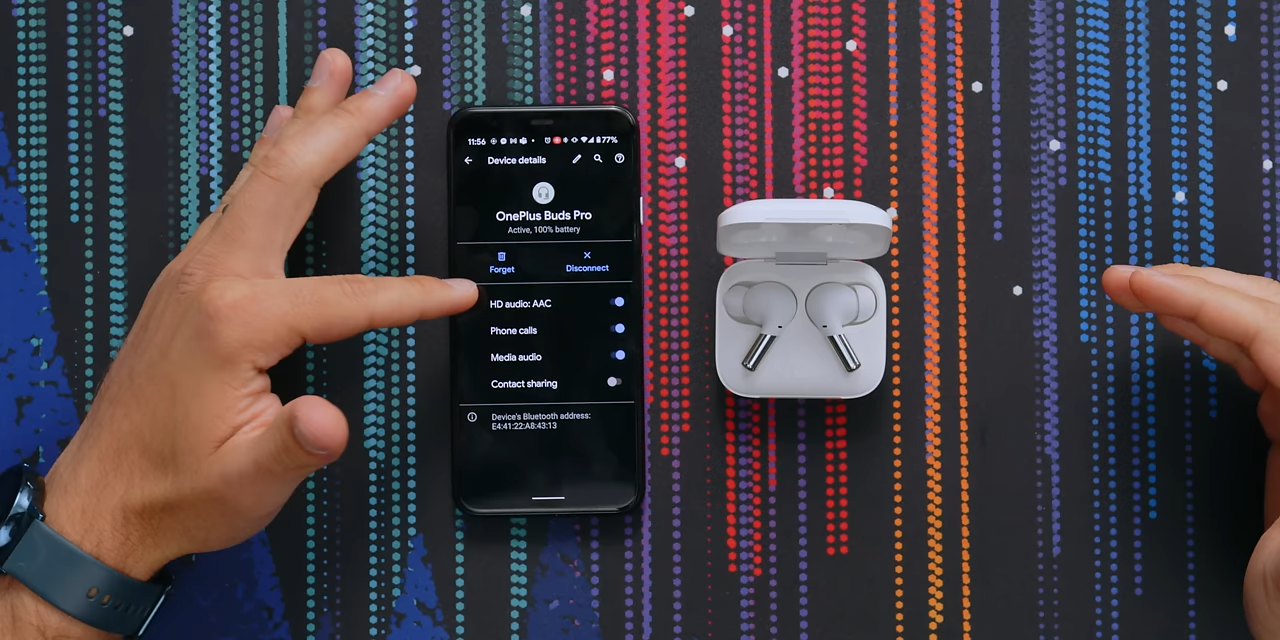 11:56 77%
Device details
OnePlus Buds Pro
Active, 100% battery
Forget Disconnect
HD audio: AAC
Phone calls
Media audio
Contact sharing
Device's Bluetooth address:
E4:41:22:A8:43:13